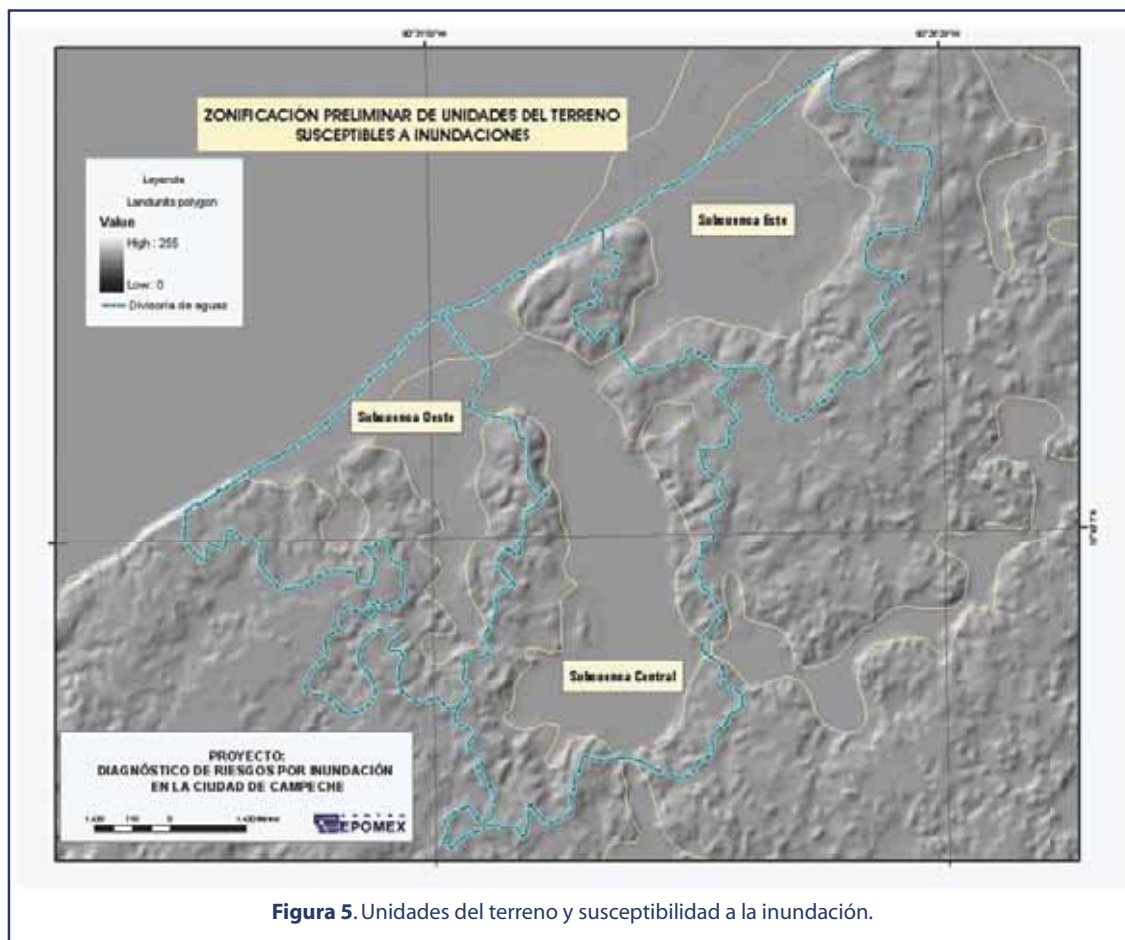 ZONIFICACIÓN PRELIMINAR DE UNIDADES DEL TERRENO
SUSCEPTIBLES A INUNDACIONES
Leyenda
Landunits polygon
Value
High : 255
Low : 0
Divisoria de aguas
Subcuenca Este
Subcuenca Oeste
Subcuenca Central
PROYECTO:
DIAGNÓSTICO DE RIESGOS POR INUNDACIÓN
EN LA CIUDAD DE CAMPECHE
0
EPOMEX
Figura 5. Unidades del terreno y susceptibilidad a la inundación.